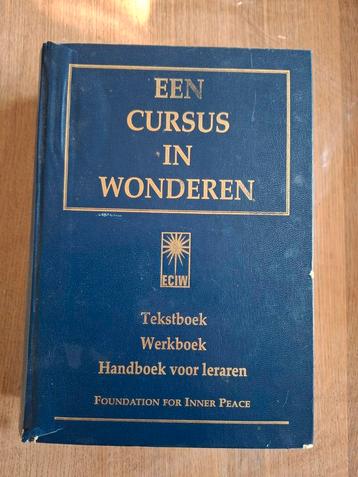 EEN
CURSUS
IN
WONDEREN
ECIW
Tekstboek
Werkboek
Handboek voor leraren
FOUNDATION FOR INNER PEACE